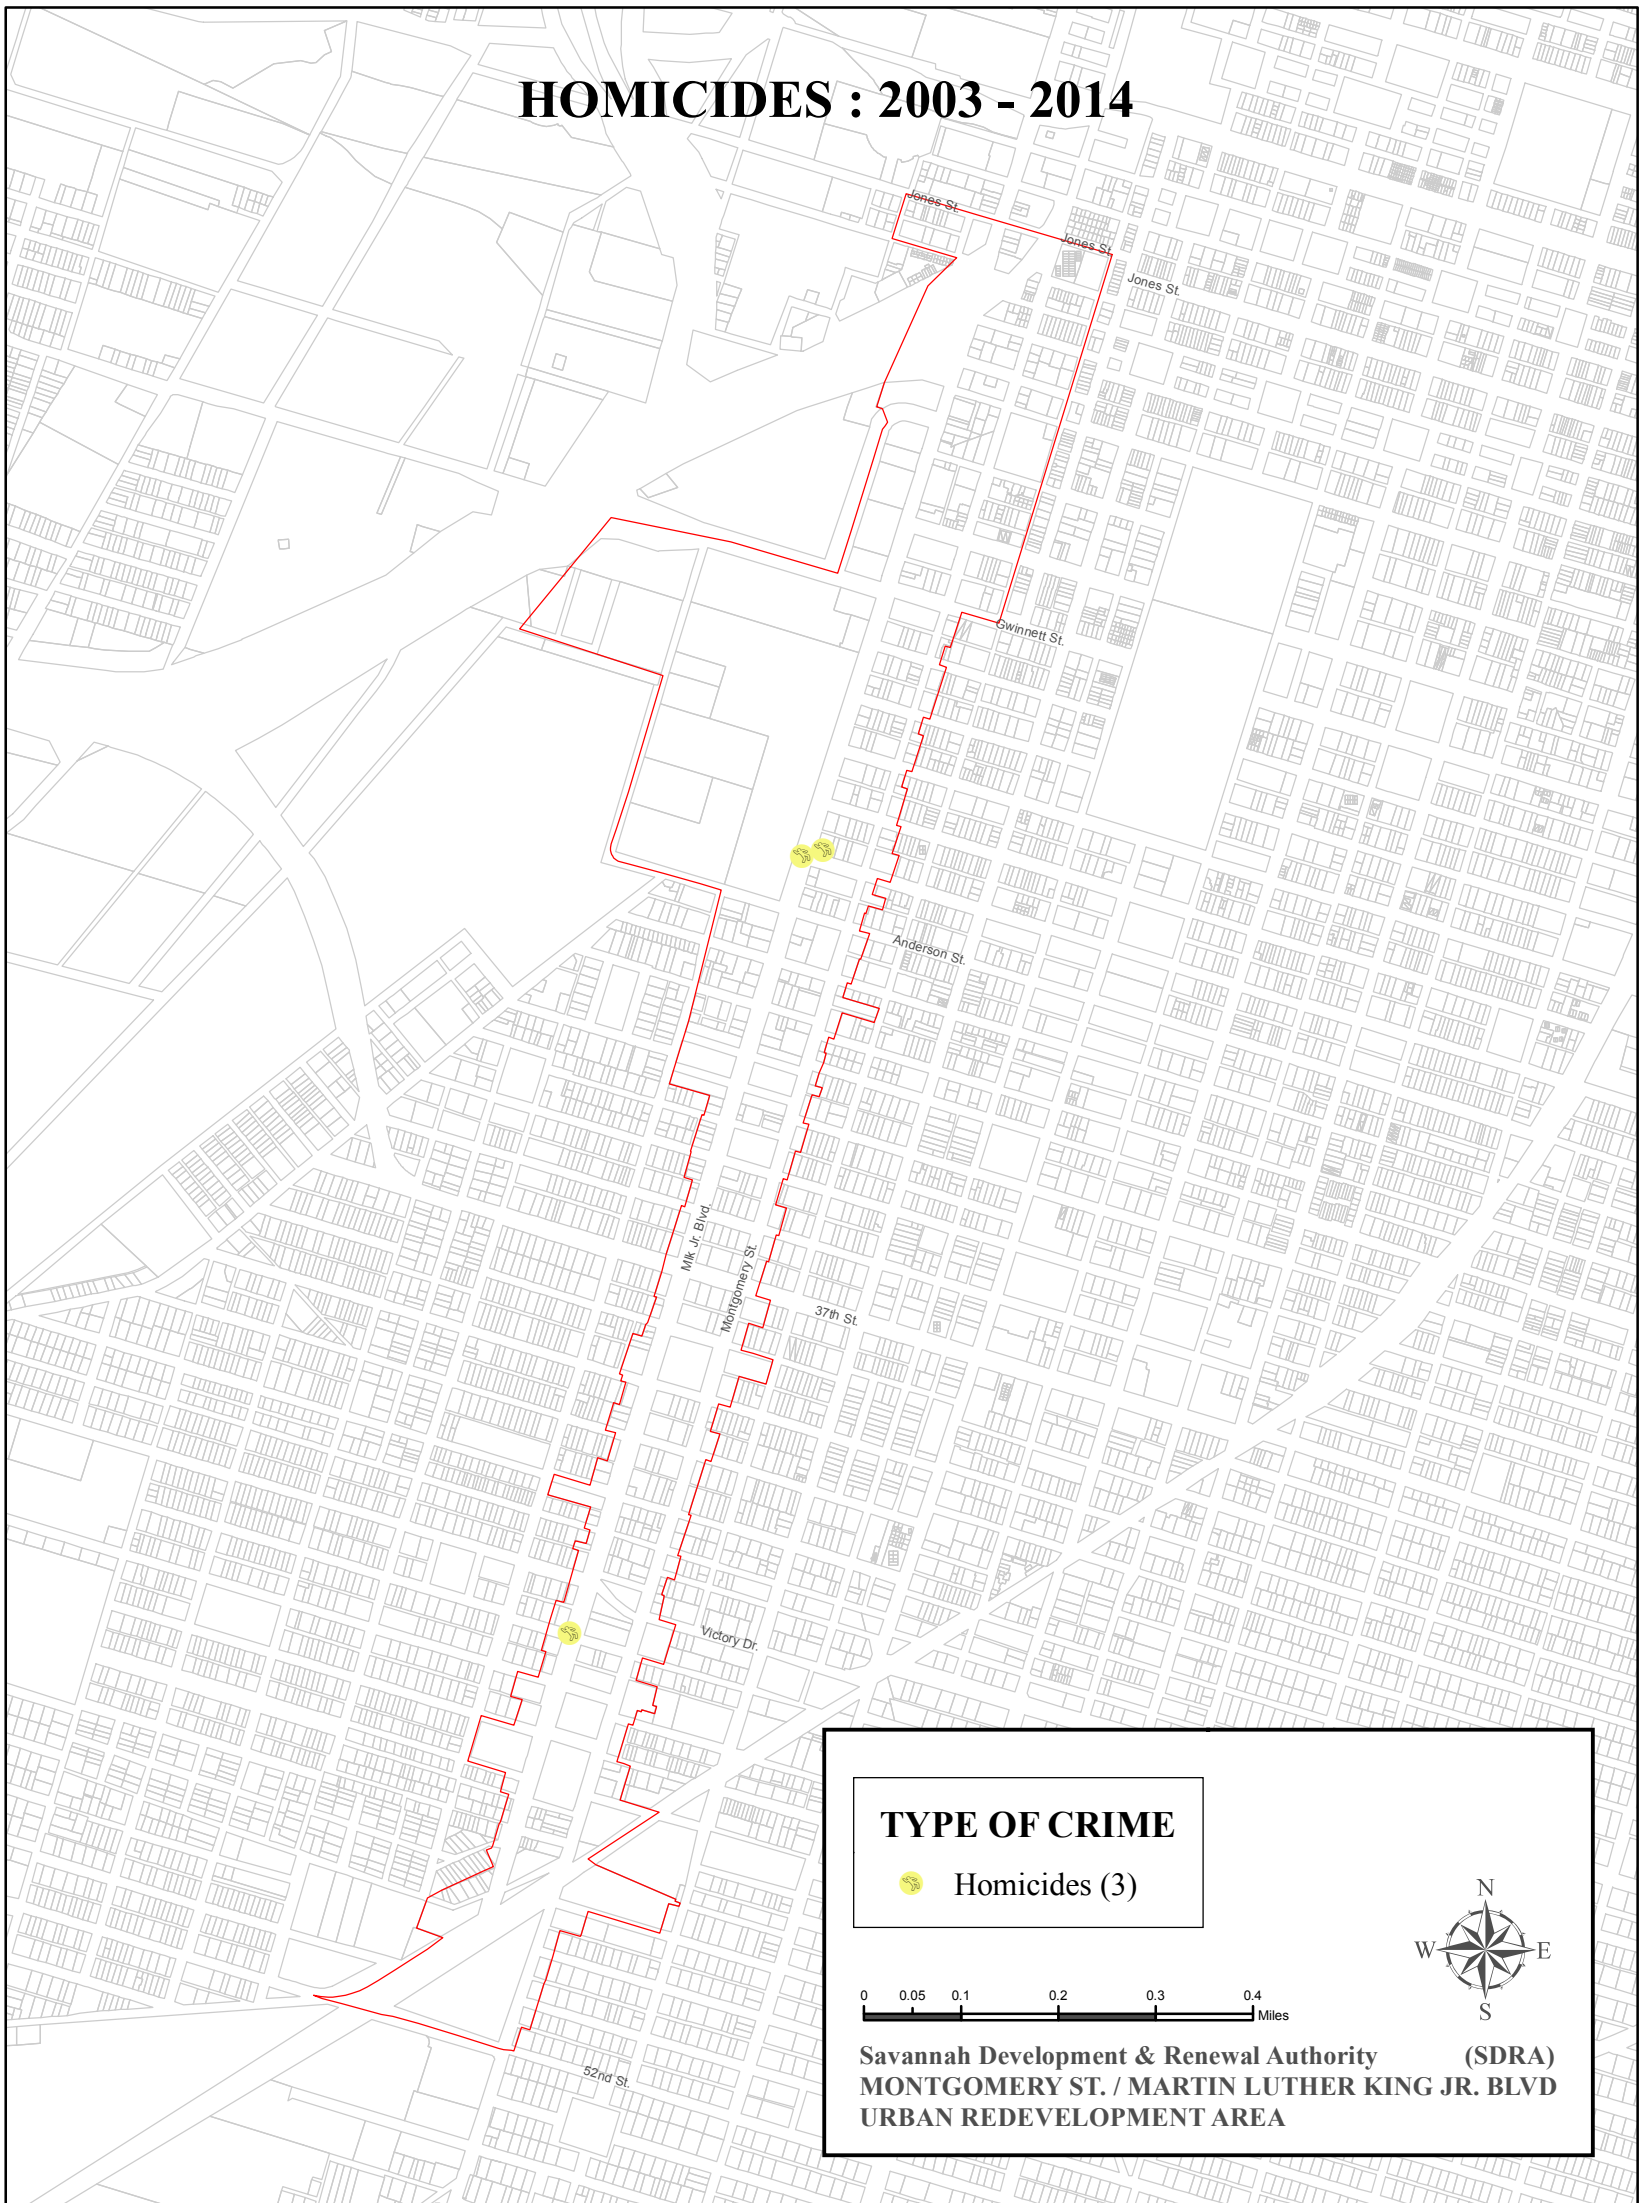 HOMICIDES : 2003 - 2014
Jones St.
Jones St.
Jones St.
Gwinnett St.
Anderson St.
Mlk Jr. Blvd.
Montgomery St.
37th St.
Victory Dr.
52nd St.
TYPE OF CRIME
Homicides (3)
N
W E
S
0 0.05 0.1 0.2 0.3 0.4
Miles
Savannah Development & Renewal Authority (SDRA)
MONTGOMERY ST. / MARTIN LUTHER KING JR. BLVD
URBAN REDEVELOPMENT AREA